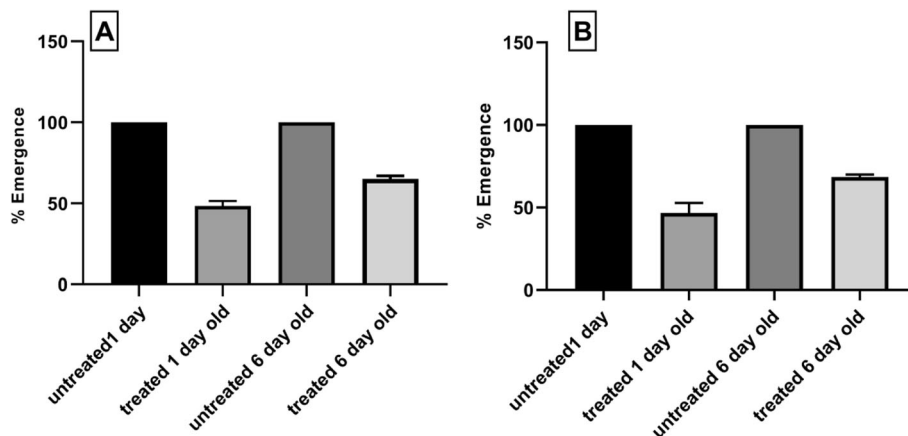 A
% Emergence
150
100
50
0
untreated1 day
treated 1 day old
untreated 6 day old
treated 6 day old
B
% Emergence
150
100
50
0
untreated1 day
treated 1 day old
untreated 6 day old
treated 6 day old